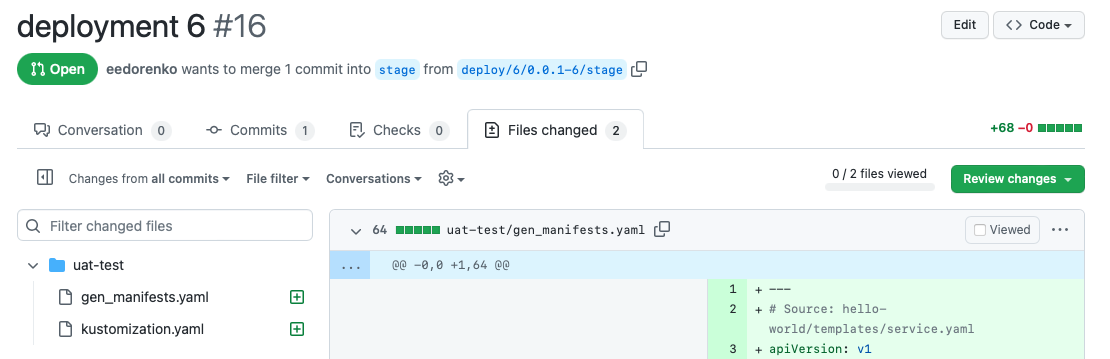 deployment 6 #16
Edit
<> Code
Open
eedorenko wants to merge 1 commit into stage from deploy/6/0.0.1-6/stage
Conversation 0
Commits 1
Checks 0
Files changed 2
+68 −0
Changes from all commits
File filter
Conversations
0 / 2 files viewed
Review changes
Filter changed files
64 uat-test/gen_manifests.yaml
Viewed
...
uat-test
... @@ -0,0 +1,64 @@
gen_manifests.yaml
1 + ---
2 + # Source: hello-
world/templates/service.yaml
kustomization.yaml
3 + apiVersion: v1